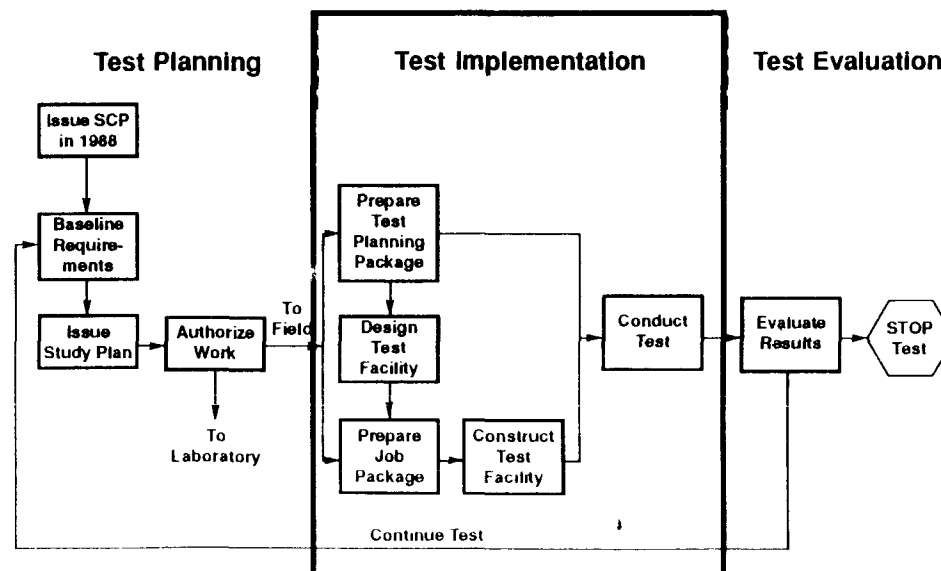 Test Planning
Test Implementation
Test Evaluation
Issue SCP
in 1988
Baseline
Require-
ments
Issue
Study Plan
Authorize
Work
To
Field
To
Laboratory
Prepare
Test
Planning
Package
Design
Test
Facility
Prepare
Job
Package
Construct
Test
Facility
Conduct
Test
Evaluate
Results
STOP
Test
Continue Test